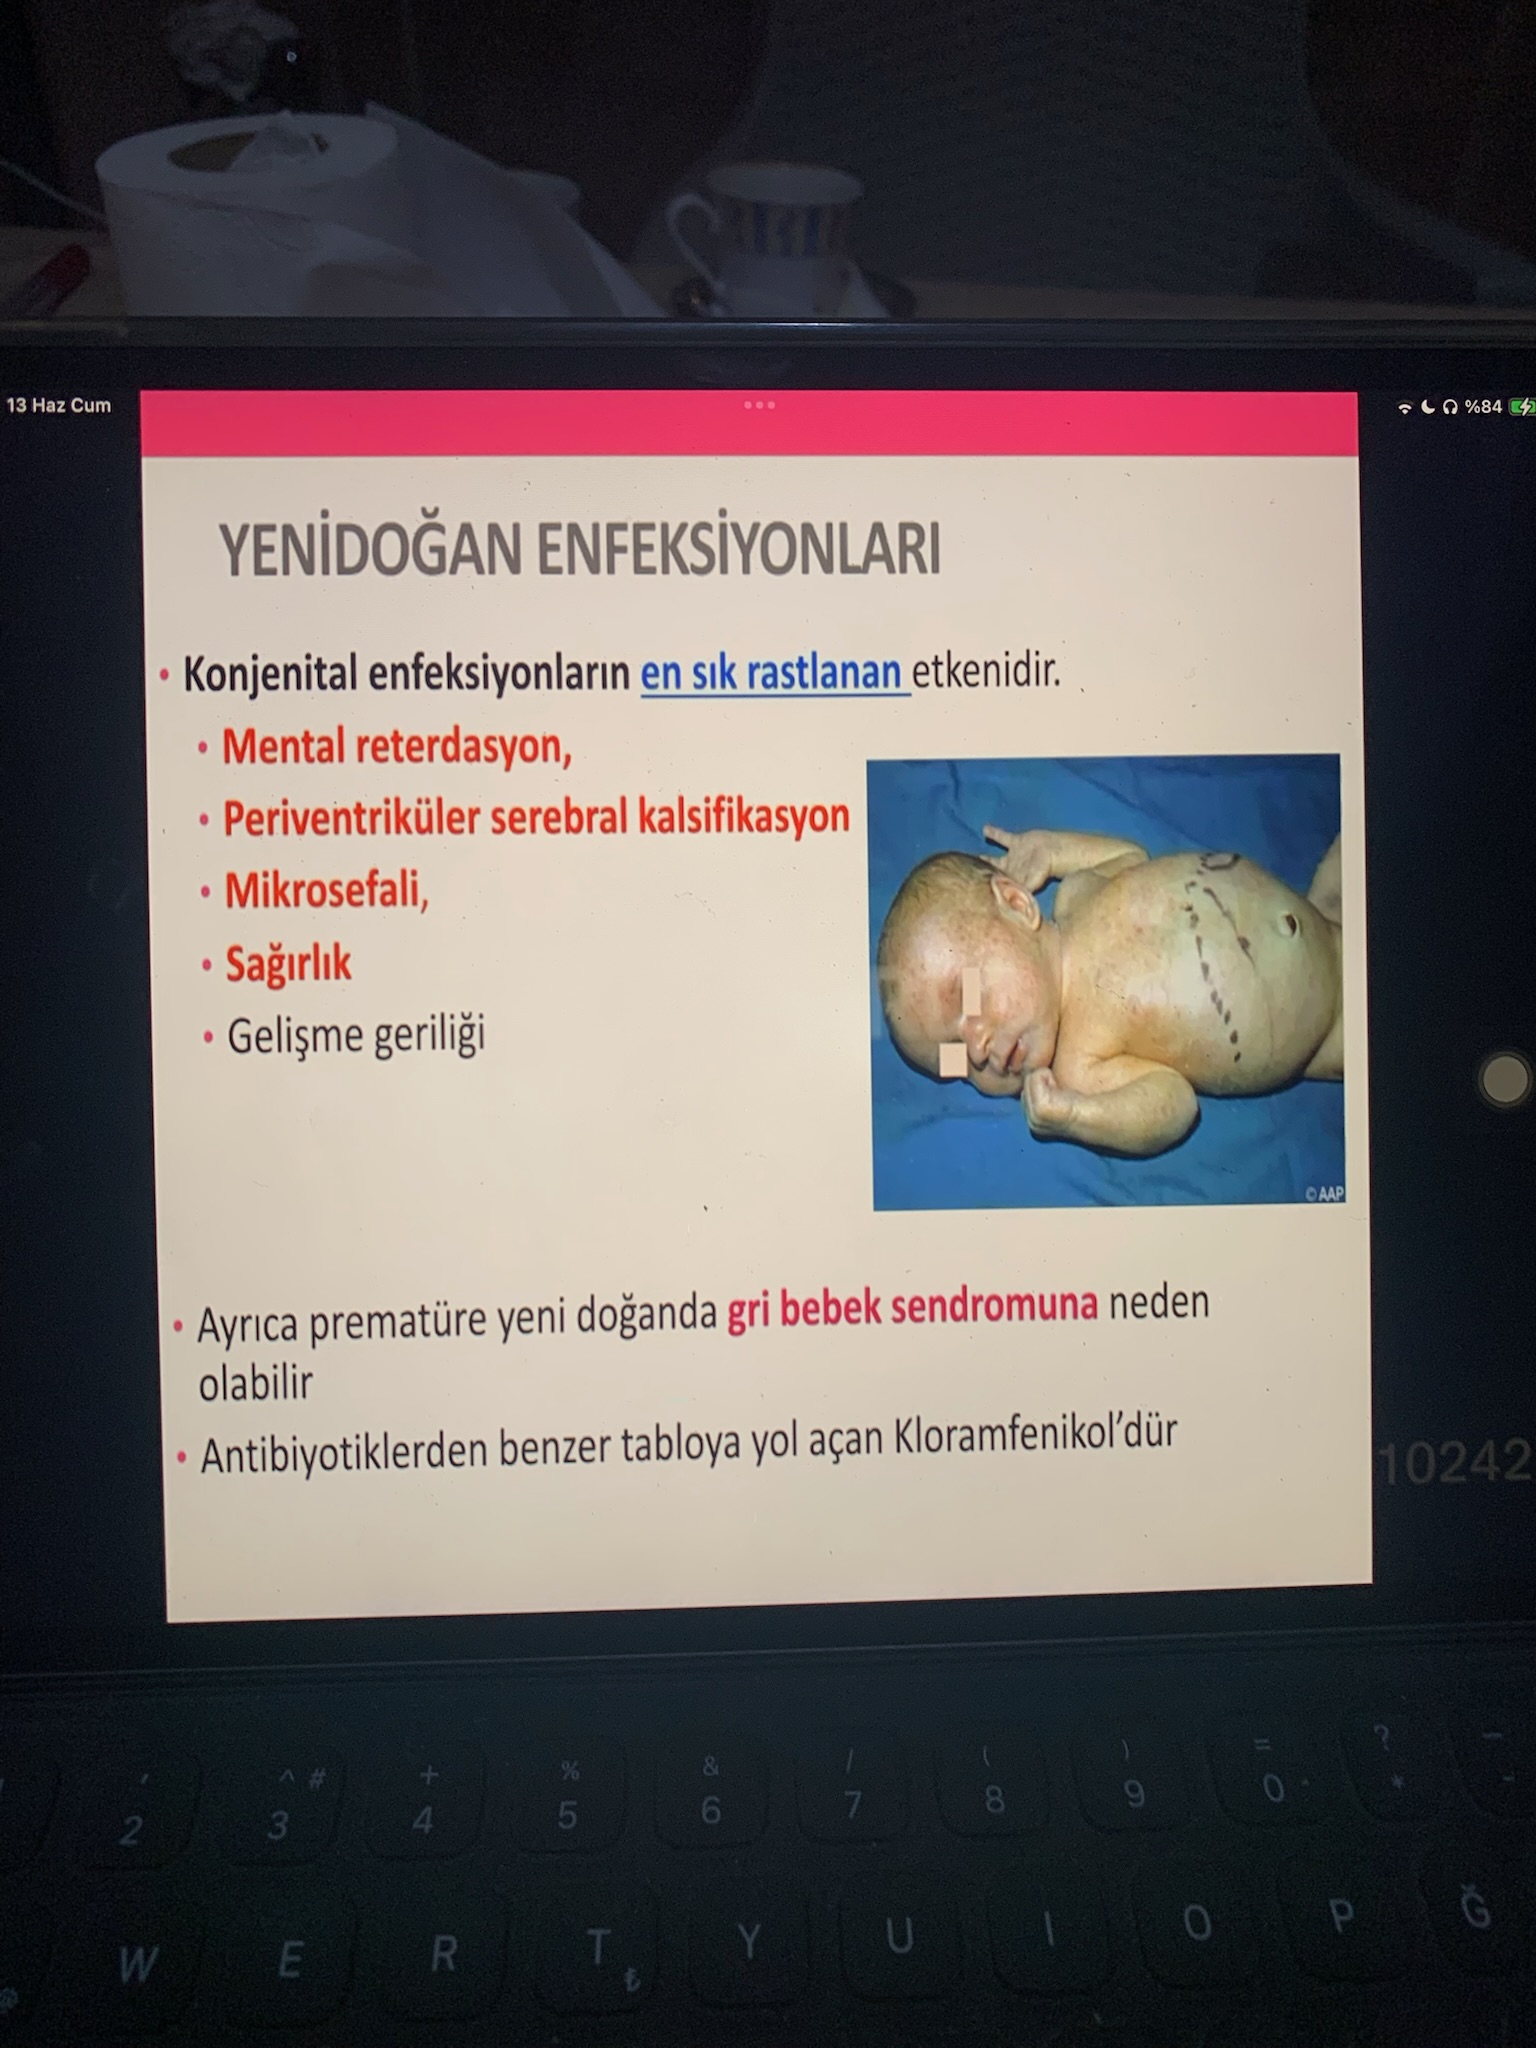 13 Haz Cum
%84
YENİDOĞAN ENFEKSİYONLARI
• Konjenital enfeksiyonların en sık rastlanan etkenidir.
• Mental reterdasyon,
• Periventriküler serebral kalsifikasyon
• Mikrosefali,
• Sağırlık
• Gelişme geriliği
© AAP
• Ayrıca prematüre yeni doğanda gri bebek sendromuna neden
olabilir
• Antibiyotiklerden benzer tabloya yol açan Kloramfenikol'dür
10242
' ^ # + % & / ( ) = ? _
2 3 4 5 6 7 8 9 0 * -
W E R T ₺ Y U I O P Ğ